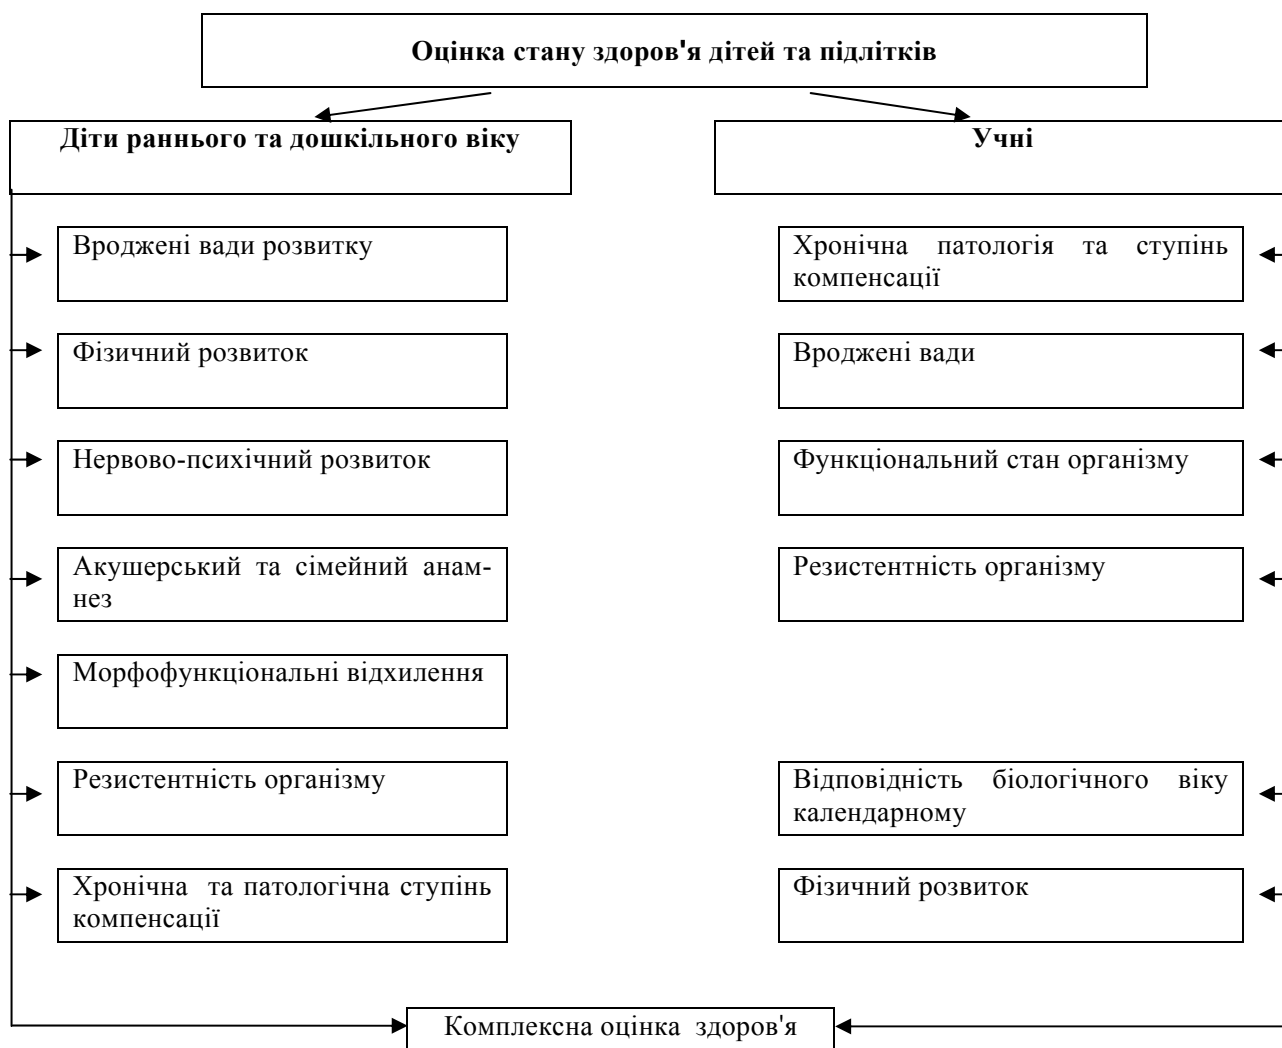 Оцінка стану здоров'я дітей та підлітків
Діти раннього та дошкільного віку
Учні
Вроджені вади розвитку
Хронічна патологія та ступінь
компенсації
Фізичний розвиток
Вроджені вади
Нервово-психічний розвиток
Функціональний стан організму
Акушерський та сімейний анам-
нез
Резистентність організму
Морфофункціональні відхилення
Резистентність організму
Відповідність біологічного віку
календарному
Хронічна та патологічна ступінь
компенсації
Фізичний розвиток
Комплексна оцінка здоров'я